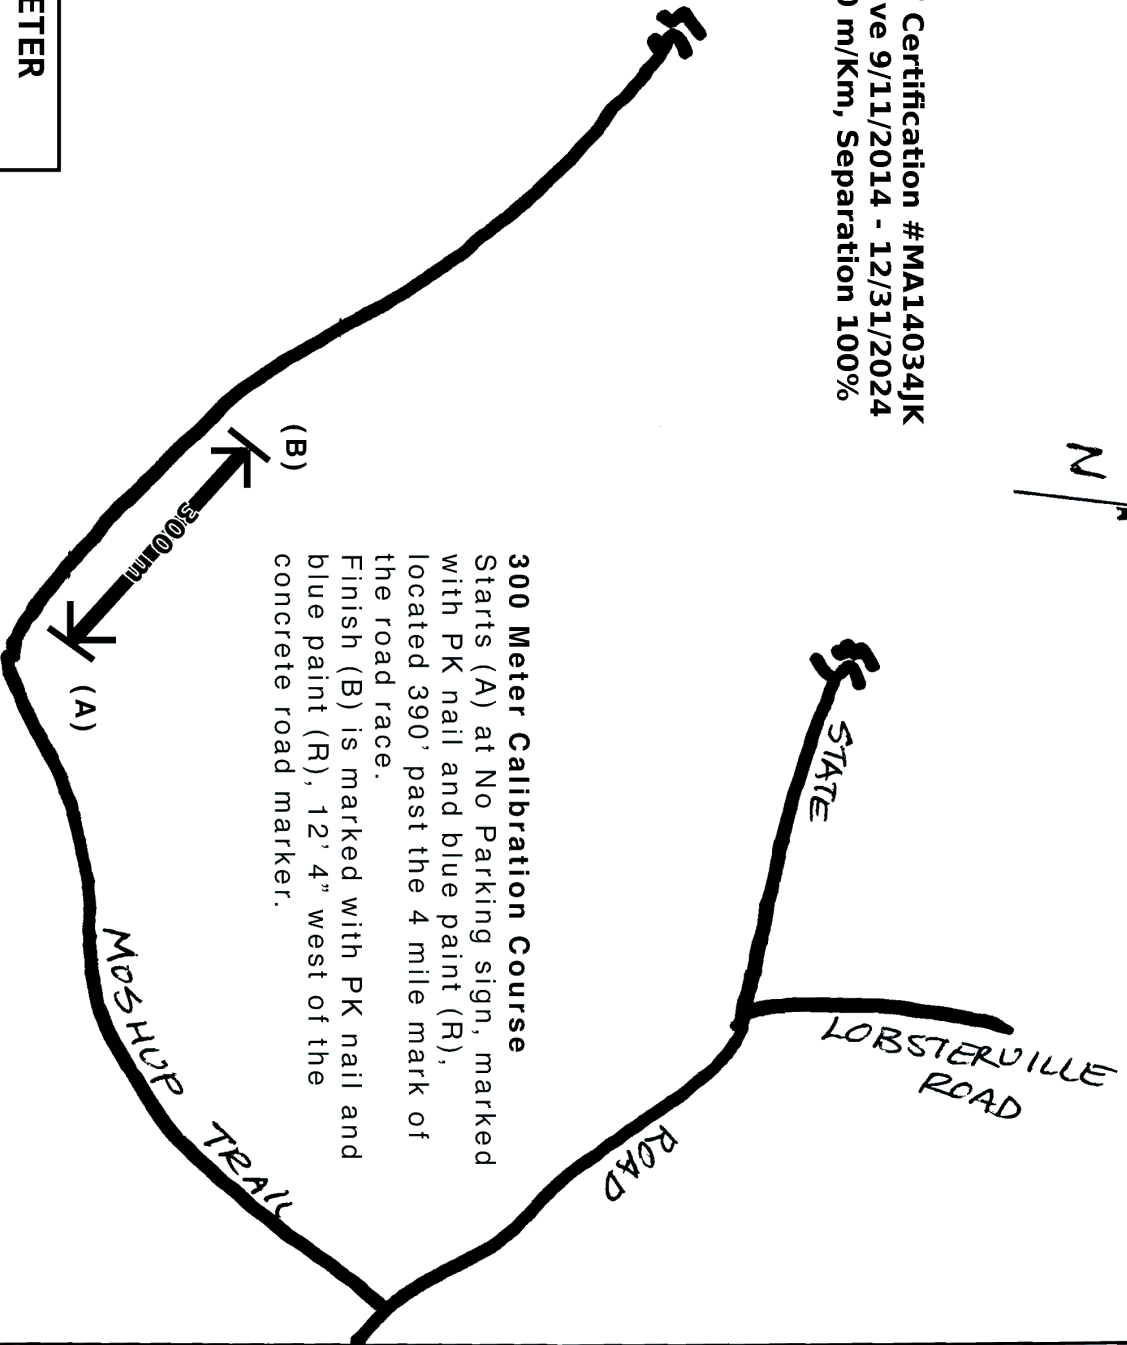 Certification #MA14034JK
ve 9/11/2014 - 12/31/2024
0 m/Km, Separation 100%
N
ETER
(B)
300 m
(A)
300 Meter Calibration Course
Starts (A) at No Parking sign, marked
with PK nail and blue paint (R),
located 390' past the 4 mile mark of
the road race.
Finish (B) is marked with PK nail and
blue paint (R), 12' 4" west of the
concrete road marker.
STATE
ROAD
LOBSTERVILLE
ROAD
MOSHUP TRAIL